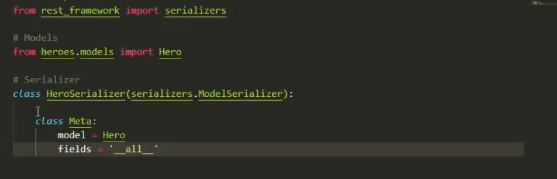 from rest_framework import serializers
# Models
from heroes.models import Hero
# Serializer
class HeroSerializer(serializers.ModelSerializer):
class Meta:
model = Hero
fields = '__all__'